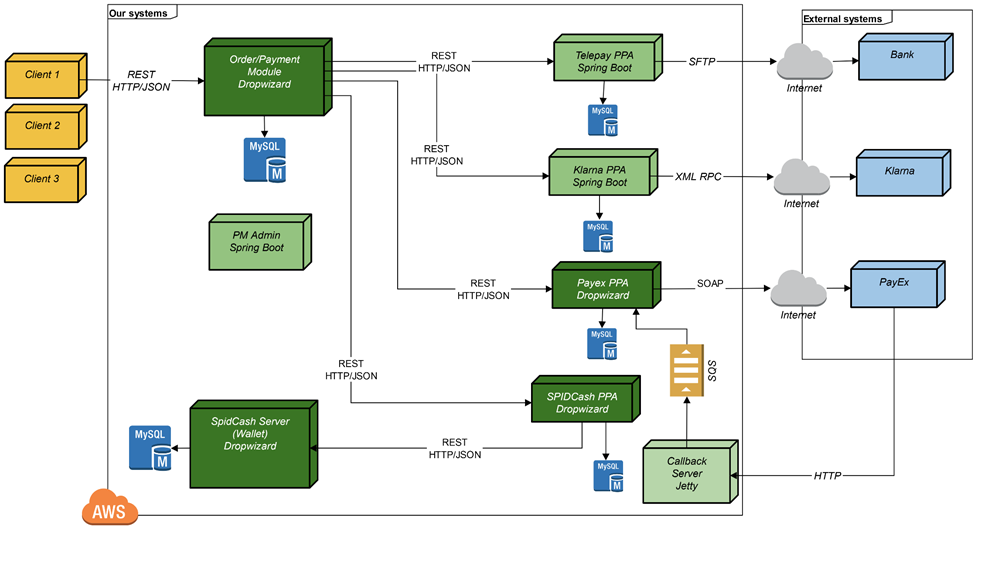 Our systems
External systems
Client 1
Client 2
Client 3
REST
HTTP/JSON
Order/Payment
Module
Dropwizard
MySQL
M
PM Admin
Spring Boot
REST
HTTP/JSON
Telepay PPA
Spring Boot
MySQL
M
SFTP
Internet
Bank
REST
HTTP/JSON
Klarna PPA
Spring Boot
MySQL
M
XML RPC
Internet
Klarna
REST
HTTP/JSON
Payex PPA
Dropwizard
MySQL
M
SOAP
Internet
PayEx
SQS
REST
HTTP/JSON
SPIDCash PPA
Dropwizard
MySQL
M
REST
HTTP/JSON
SpidCash Server
(Wallet)
Dropwizard
MySQL
M
Callback
Server
Jetty
HTTP
AWS